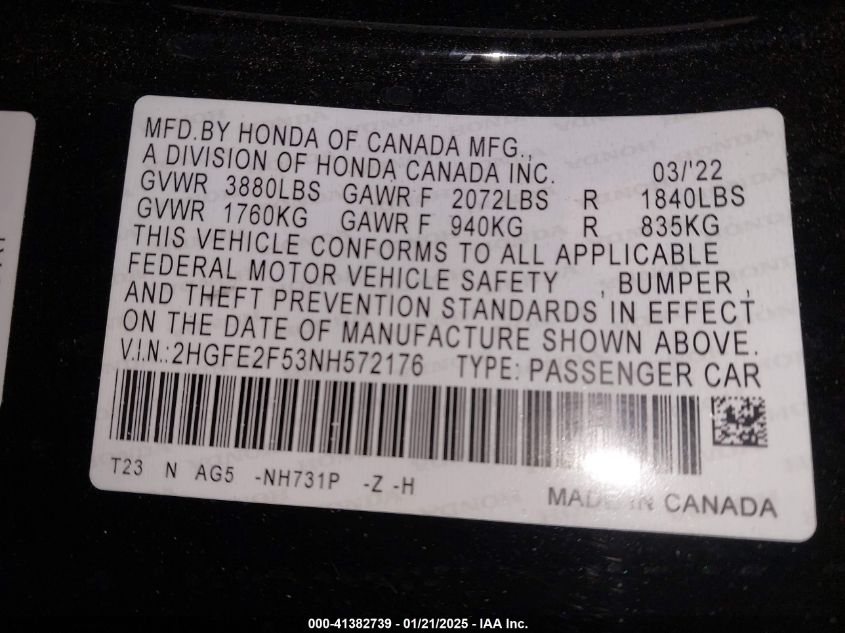 MFD.BY HONDA OF CANADA MFG.,
A DIVISION OF HONDA CANADA INC. 03/'22
GVWR 3880LBS GAWR F 2072LBS R 1840LBS
GVWR 1760KG GAWR F 940KG R 835KG
THIS VEHICLE CONFORMS TO ALL APPLICABLE
FEDERAL MOTOR VEHICLE SAFETY , BUMPER ,
AND THEFT PREVENTION STANDARDS IN EFFECT
ON THE DATE OF MANUFACTURE SHOWN ABOVE.
V.I.N.:2HGFE2F53NH572176 TYPE: PASSENGER CAR
T23 N AG5 -NH731P -Z -H
MADE IN CANADA
000-41382739 - 01/21/2025 - IAA Inc.